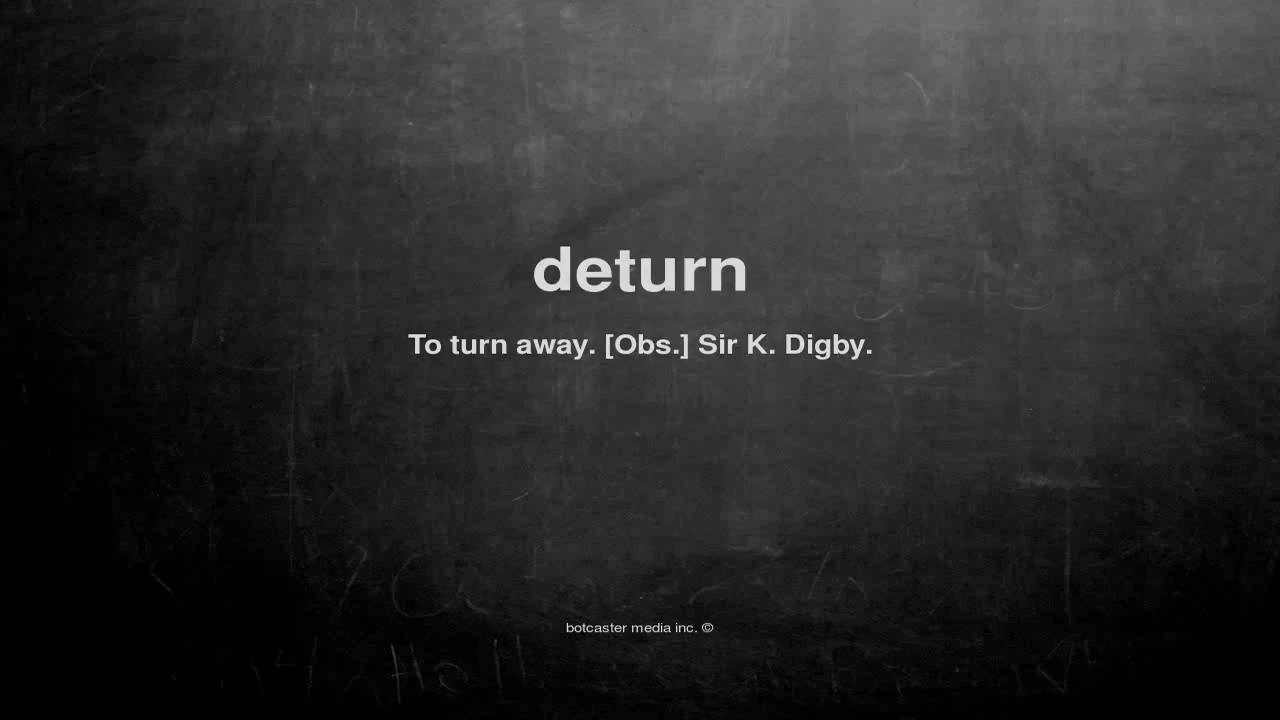 deturn
To turn away. [Obs.] Sir K. Digby.
botcaster media inc. ©